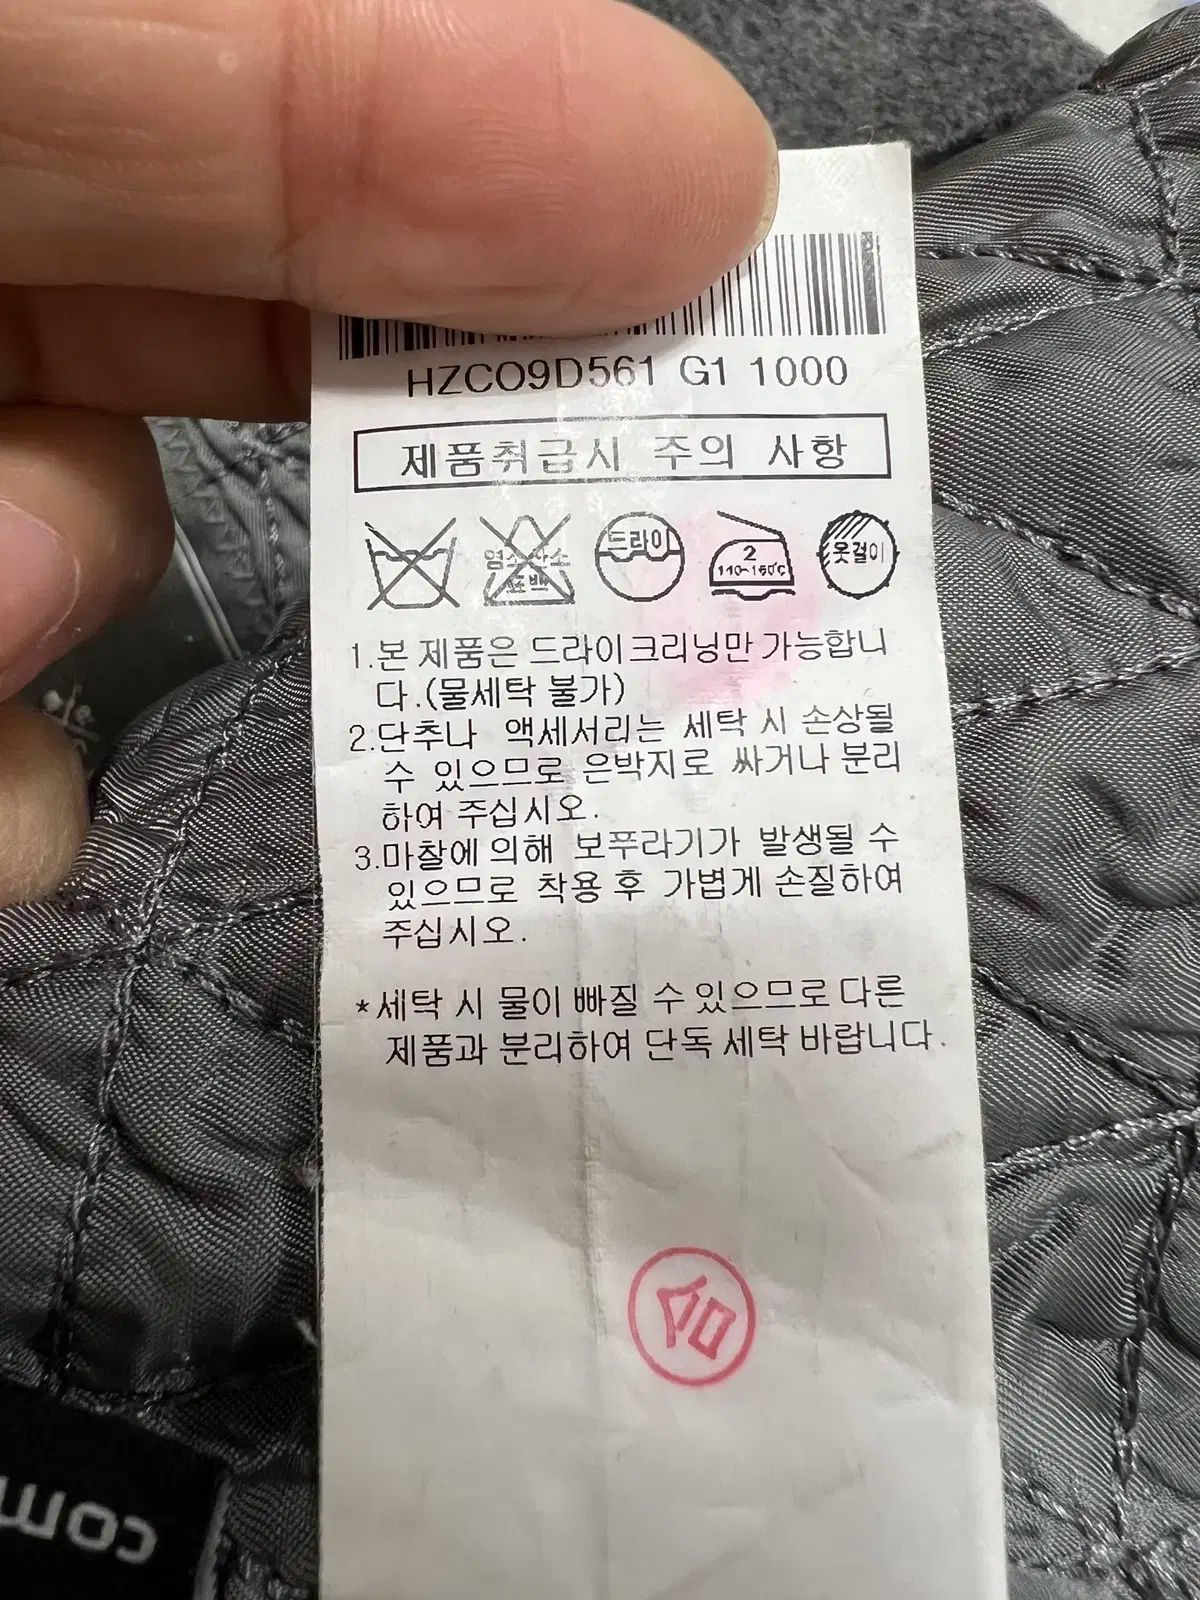 HZCO9D561 G1 1000
제품취급시 주의 사항
염소,산소
표백
드라이
2
140~160℃
옷걸이
1.본 제품은 드라이크리닝만 가능합니
다.(물세탁 불가)
2.단추나 액세서리는 세탁 시 손상될
수 있으므로 은박지로 싸거나 분리
하여 주십시오.
3.마찰에 의해 보푸라기가 발생될 수
있으므로 착용 후 가볍게 손질하여
주십시오.
*세탁 시 물이 빠질 수 있으므로 다른
제품과 분리하여 단독 세탁 바랍니다.
com